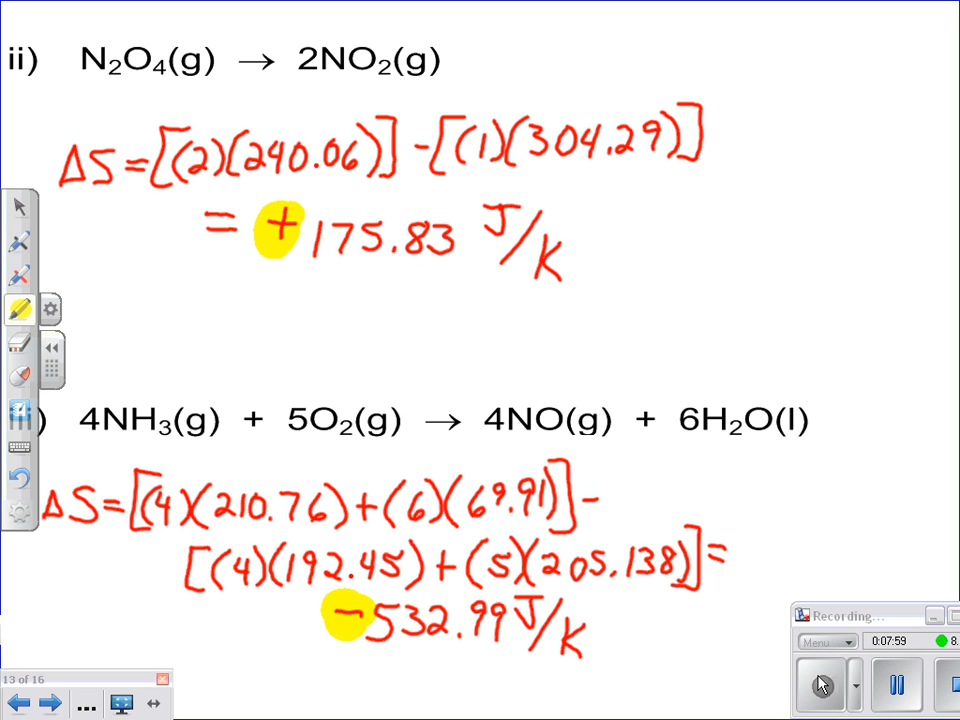 ii) N₂O₄(g) → 2NO₂(g)
ΔS = [(2)(240.06)] - [(1)(304.29)]
= + 175.83 J/K
) 4NH₃(g) + 5O₂(g) → 4NO(g) + 6H₂O(l)
ΔS = [(4)(210.76) + (6)(69.91)] -
[(4)(192.45) + (5)(205.138)] =
- 532.99 J/K
Recording...
Menu
0:07:59
8.
13 of 16
...